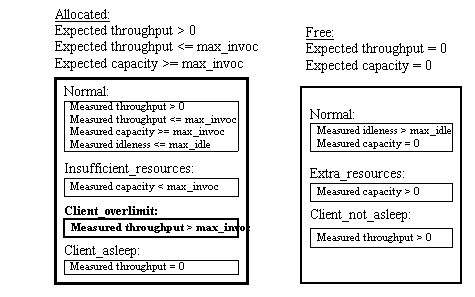 Allocated:
Expected throughput > 0
Expected throughput <= max_invoc
Expected capacity >= max_invoc
Normal:
Measured throughput > 0
Measured throughput <= max_invoc
Measured capacity >= max_invoc
Measured idleness <= max_idle
Insufficient_resources:
Measured capacity < max_invoc
Client_overlimit:
Measured throughput > max_invoc
Client_asleep:
Measured throughput = 0
Free:
Expected throughput = 0
Expected capacity = 0
Normal:
Measured idleness > max_idle
Measured capacity = 0
Extra_resources:
Measured capacity > 0
Client_not_asleep:
Measured throughput > 0